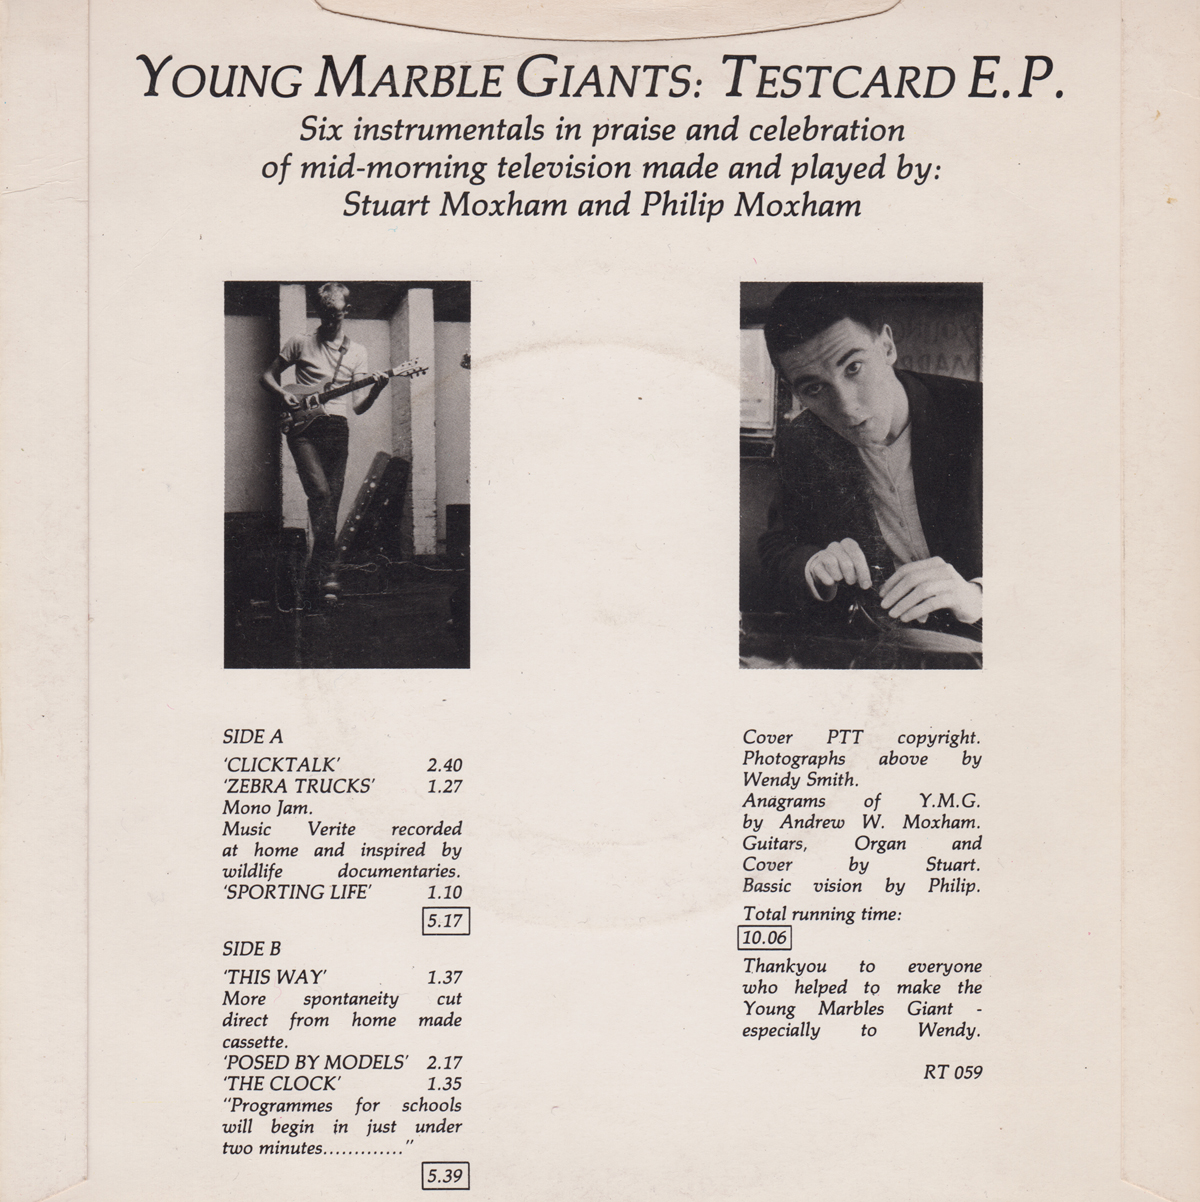 YOUNG MARBLE GIANTS: TESTCARD E.P.
Six instrumentals in praise and celebration
of mid-morning television made and played by:
Stuart Moxham and Philip Moxham
YOUNG
MARB
SIDE A
‘CLICKTALK’ 2.40
‘ZEBRA TRUCKS’ 1.27
Mono Jam.
Music Verite recorded
at home and inspired by
wildlife documentaries.
‘SPORTING LIFE’ 1.10
5.17
SIDE B
‘THIS WAY’ 1.37
More spontaneity cut
direct from home made
cassette.
‘POSED BY MODELS’ 2.17
‘THE CLOCK’ 1.35
“Programmes for schools
will begin in just under
two minutes.............”
5.39
Cover PTT copyright.
Photographs above by
Wendy Smith.
Anagrams of Y.M.G.
by Andrew W. Moxham.
Guitars, Organ and
Cover by Stuart.
Bassic vision by Philip.
Total running time:
10.06
Thankyou to everyone
who helped to make the
Young Marbles Giant -
especially to Wendy.
RT 059